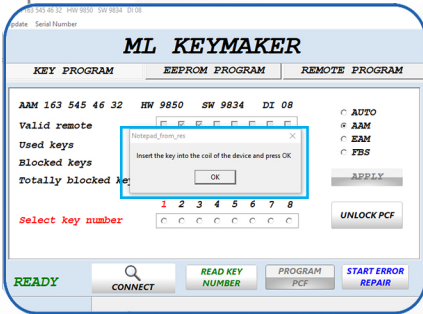 163 545 46 32 HW 9850 SW 9834 DI 08
pdate Serial Number
ML KEYMAKER
KEY PROGRAM EEPROM PROGRAM REMOTE PROGRAM
AAM 163 545 46 32 HW 9850 SW 9834 DI 08
Valid remote
Used keys
Blocked keys
Totally blocked key
Notepad_from_res
Insert the key into the coil of the device and press OK
OK
1 2 3 4 5 6 7 8
Select key number
AUTO
AAM
EAM
FBS
APPLY
UNLOCK PCF
READY
CONNECT
READ KEY
NUMBER
PROGRAM
PCF
START ERROR
REPAIR